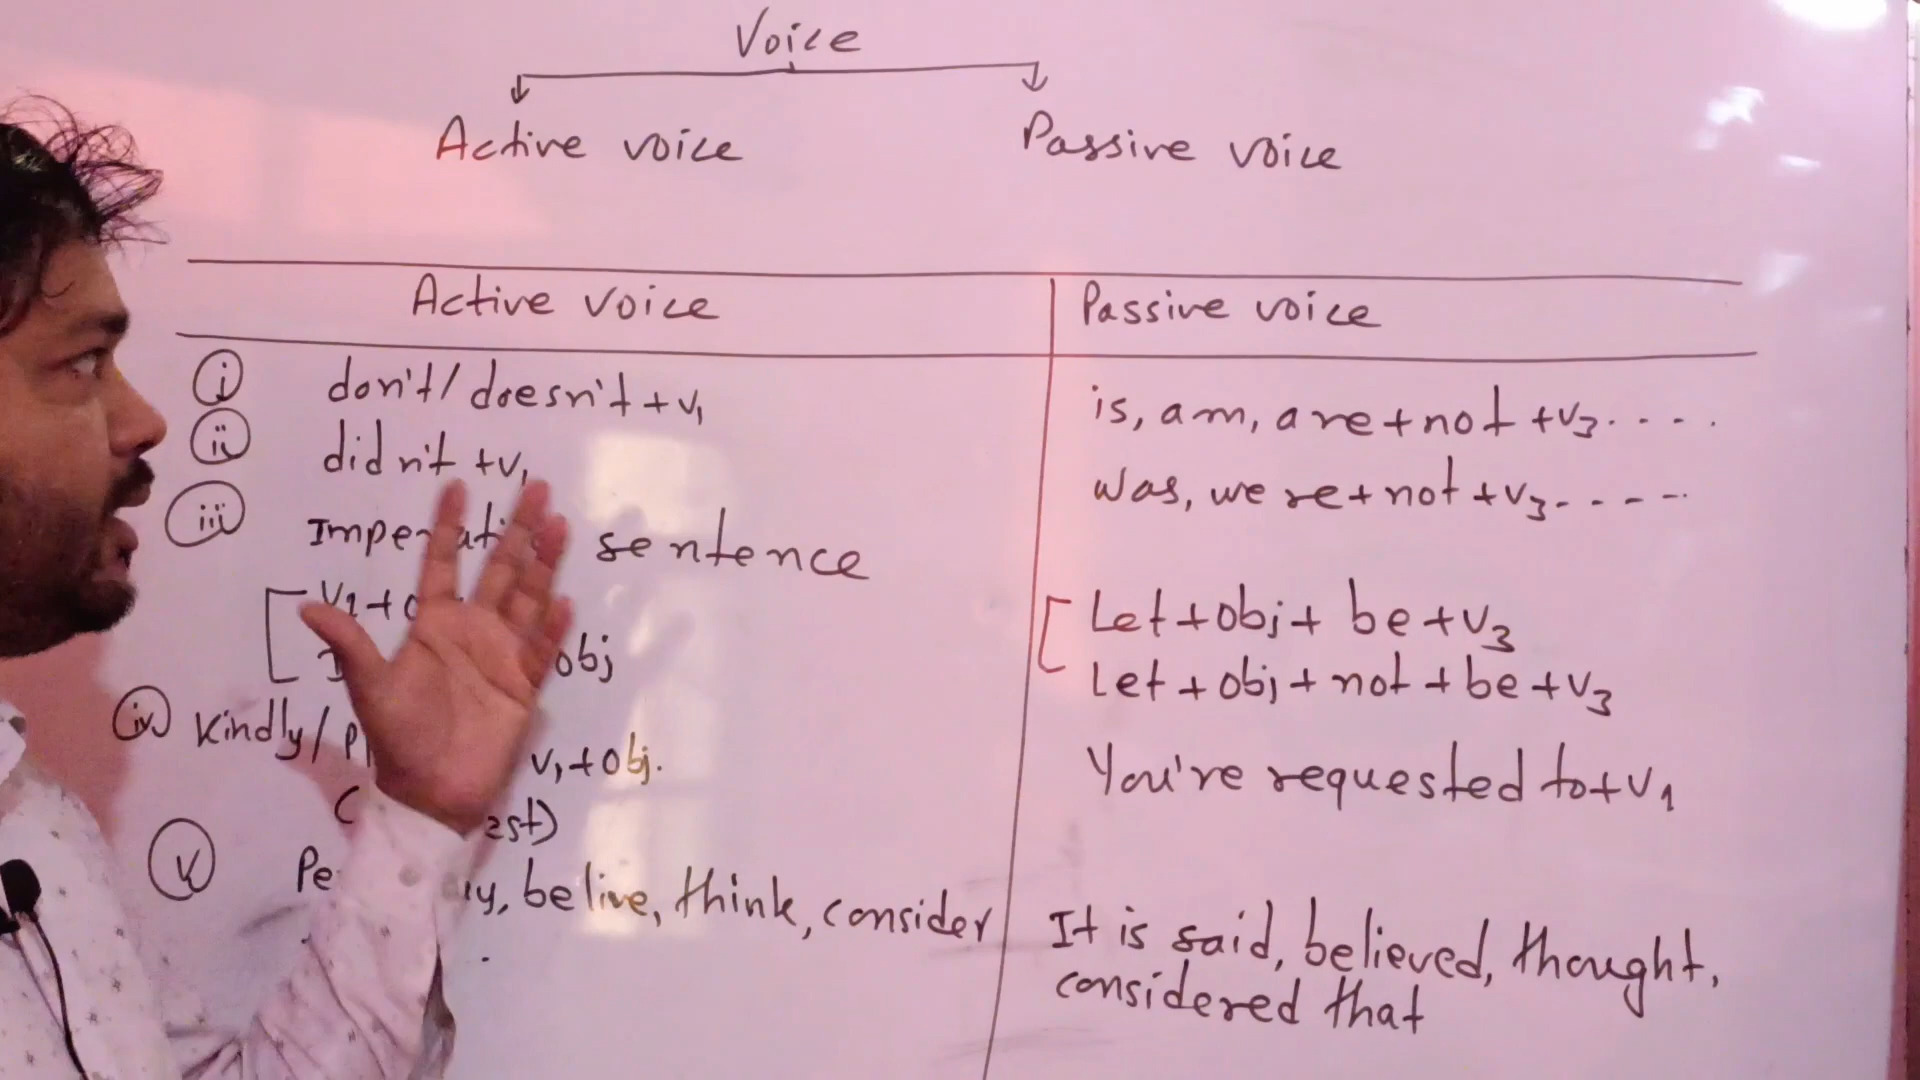 Voice
Active voice
Passive voice
Active voice
Passive voice
i don't/doesn't + v1
is, am, are + not + v3.....
ii didn't + v1
was, were + not + v3-----
iii sentence
obj
Let + obj + be + v3
Let + obj + not + be + v3
iv Kindly/ v1 + obj.
You're requested to + v1
v belive, think, consider
It is said, believed, thought,
considered that